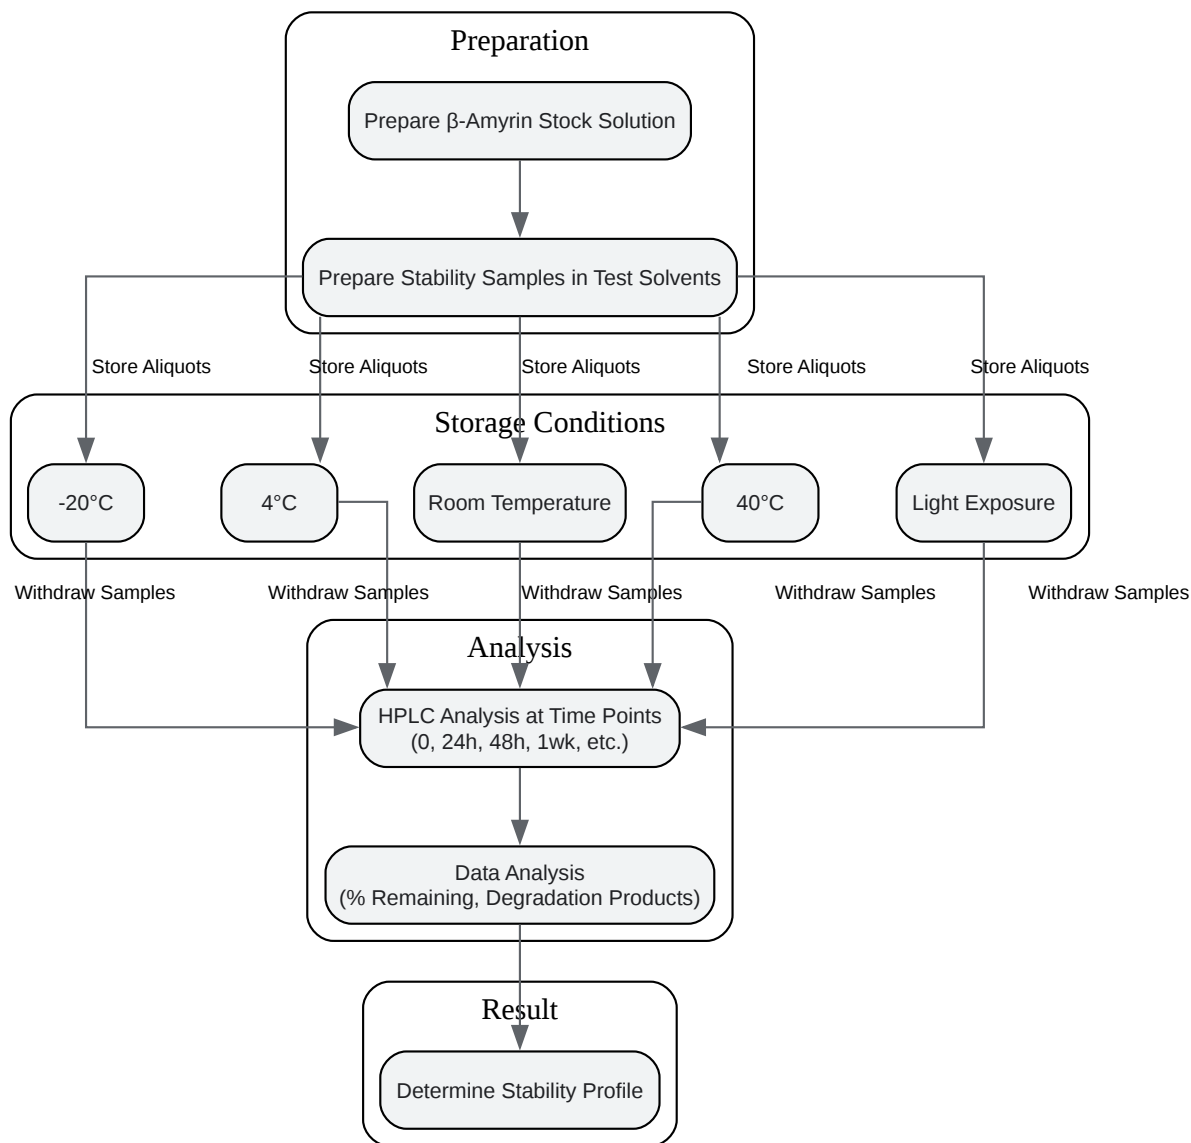 Preparation
Prepare β-Amyrin Stock Solution
Prepare Stability Samples in Test Solvents
Store Aliquots
Store Aliquots
Store Aliquots
Store Aliquots
Store Aliquots
Storage Conditions
-20°C
4°C
Room Temperature
40°C
Light Exposure
Withdraw Samples
Withdraw Samples
Withdraw Samples
Withdraw Samples
Withdraw Samples
Analysis
HPLC Analysis at Time Points
(0, 24h, 48h, 1wk, etc.)
Data Analysis
(% Remaining, Degradation Products)
Result
Determine Stability Profile